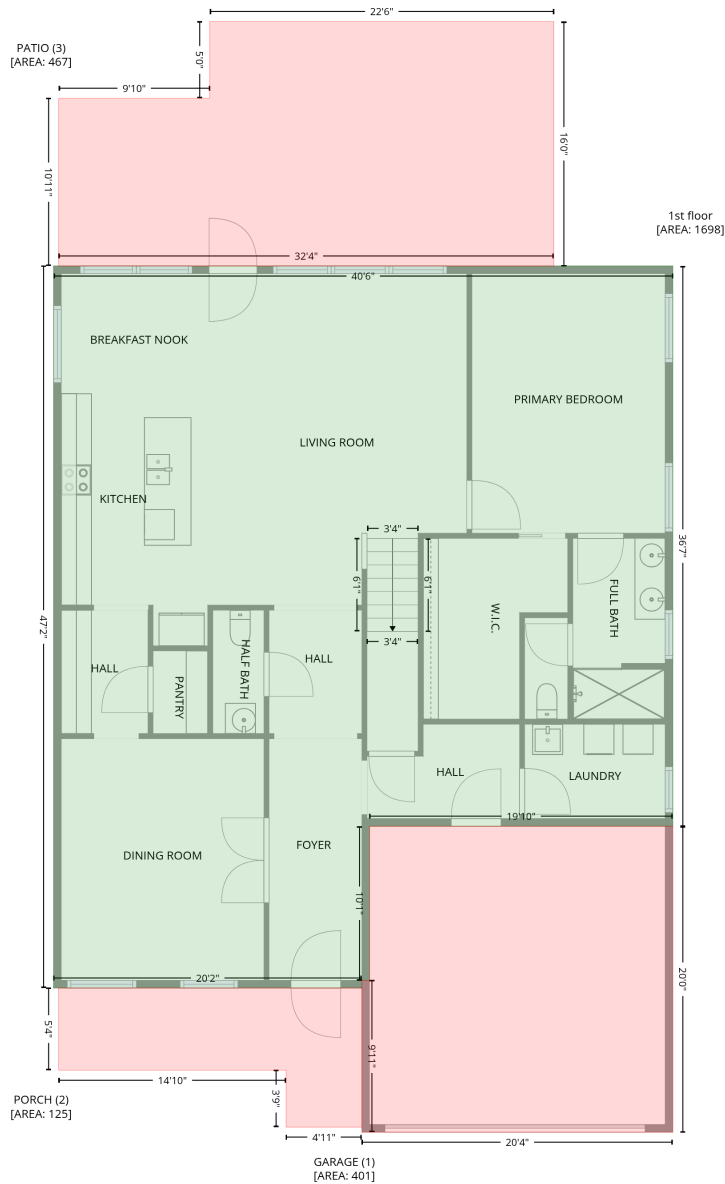 22'6"
PATIO (3)
[AREA: 467]
5'0"
9'10"
16'0"
10'11"
1st floor
[AREA: 1698]
32'4"
40'6"
BREAKFAST NOOK
PRIMARY BEDROOM
LIVING ROOM
KITCHEN
3'4"
36'7"
6'1"
6'1"
FULL BATH
W.I.C.
47'2"
3'4"
HALL
HALL
HALF BATH
PANTRY
HALL
LAUNDRY
19'10"
FOYER
DINING ROOM
10'1"
20'2"
20'0"
5'4"
9'11"
14'10"
3'9"
PORCH (2)
[AREA: 125]
4'11"
20'4"
GARAGE (1)
[AREA: 401]